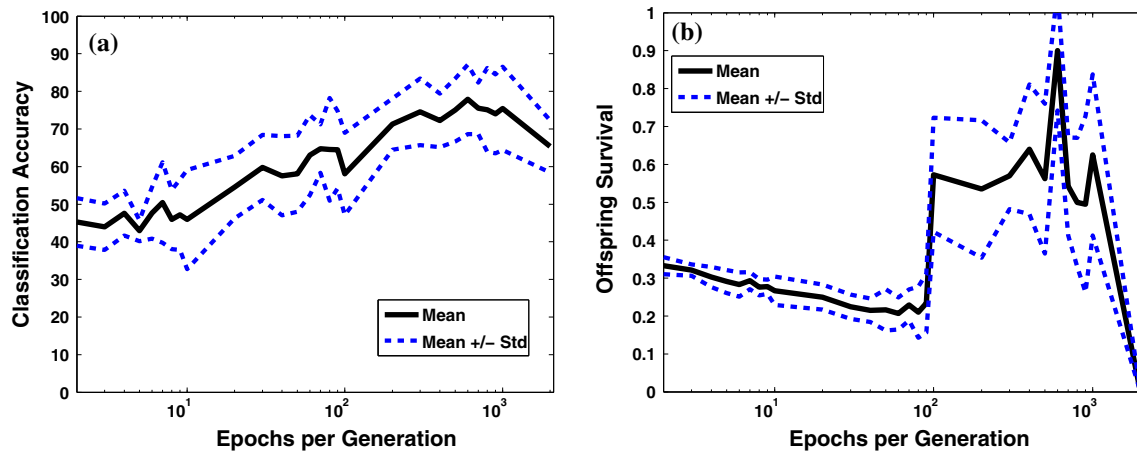 (a)
Classification Accuracy
100
90
80
70
60
50
40
30
20
10
0
Mean
Mean +/− Std
10^1
10^2
10^3
Epochs per Generation
(b)
Offspring Survival
1
0.9
0.8
0.7
0.6
0.5
0.4
0.3
0.2
0.1
0
Mean
Mean +/− Std
10^1
10^2
10^3
Epochs per Generation